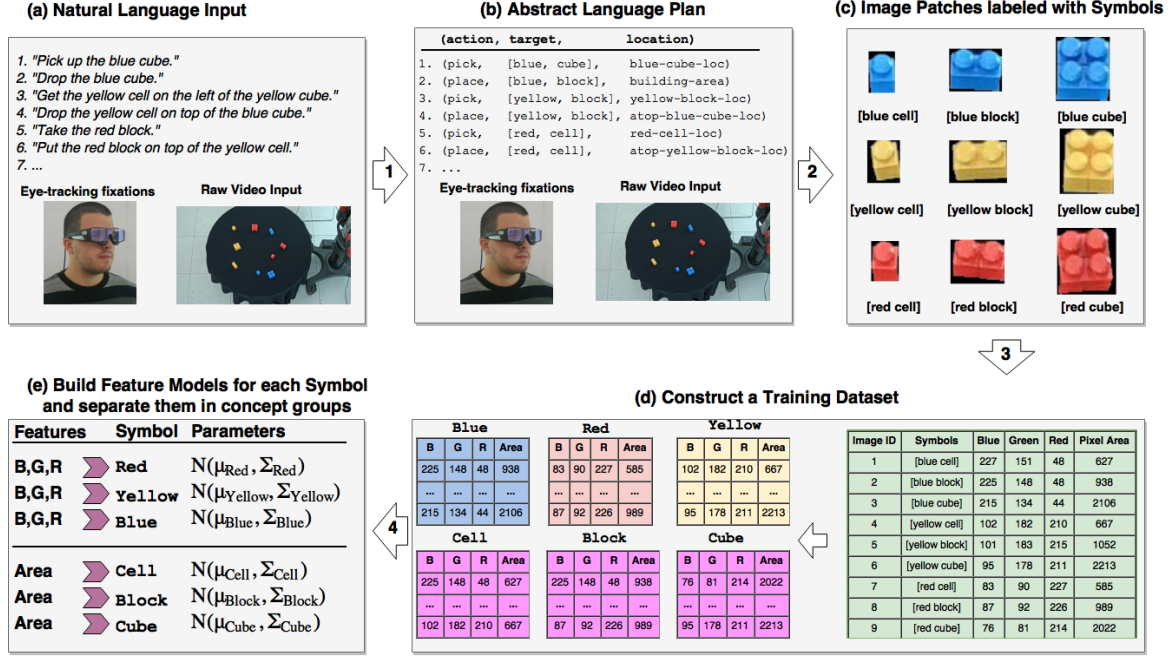 (a) Natural Language Input
1. "Pick up the blue cube."
2. "Drop the blue cube."
3. "Get the yellow cell on the left of the yellow cube."
4. "Drop the yellow cell on top of the blue cube."
5. "Take the red block."
6. "Put the red block on top of the yellow cell."
7. ...
Eye-tracking fixations Raw Video Input
1
(b) Abstract Language Plan
(action, target, location)
1. (pick, [blue, cube], blue-cube-loc)
2. (place, [blue, block], building-area)
3. (pick, [yellow, block], yellow-block-loc)
4. (place, [yellow, block], atop-blue-cube-loc)
5. (pick, [red, cell], red-cell-loc)
6. (place, [red, cell], atop-yellow-block-loc)
7. ...
Eye-tracking fixations Raw Video Input
2
(c) Image Patches labeled with Symbols
[blue cell] [blue block] [blue cube]
[yellow cell] [yellow block] [yellow cube]
[red cell] [red block] [red cube]
3
(d) Construct a Training Dataset
Image ID Symbols Blue Green Red Pixel Area
1 [blue cell] 227 151 48 627
2 [blue block] 225 148 48 938
3 [blue cube] 215 134 44 2106
4 [yellow cell] 102 182 210 667
5 [yellow block] 101 183 215 1052
6 [yellow cube] 95 178 211 2213
7 [red cell] 83 90 227 585
8 [red block] 87 92 226 989
9 [red cube] 76 81 214 2022
Blue
B G R Area
225 148 48 938
... ... ... ...
215 134 44 2106
Red
B G R Area
83 90 227 585
... ... ... ...
87 92 226 989
Yellow
B G R Area
102 182 210 667
... ... ... ...
95 178 211 2213
Cell
B G R Area
225 148 48 627
... ... ... ...
102 182 210 667
Block
B G R Area
225 148 48 938
... ... ... ...
87 92 226 989
Cube
B G R Area
76 81 214 2022
... ... ... ...
95 178 211 2213
4
(e) Build Feature Models for each Symbol
and separate them in concept groups
Features Symbol Parameters
B,G,R Red N(μRed, ΣRed)
B,G,R Yellow N(μYellow, ΣYellow)
B,G,R Blue N(μBlue, ΣBlue)
Area Cell N(μCell, ΣCell)
Area Block N(μBlock, ΣBlock)
Area Cube N(μCube, ΣCube)